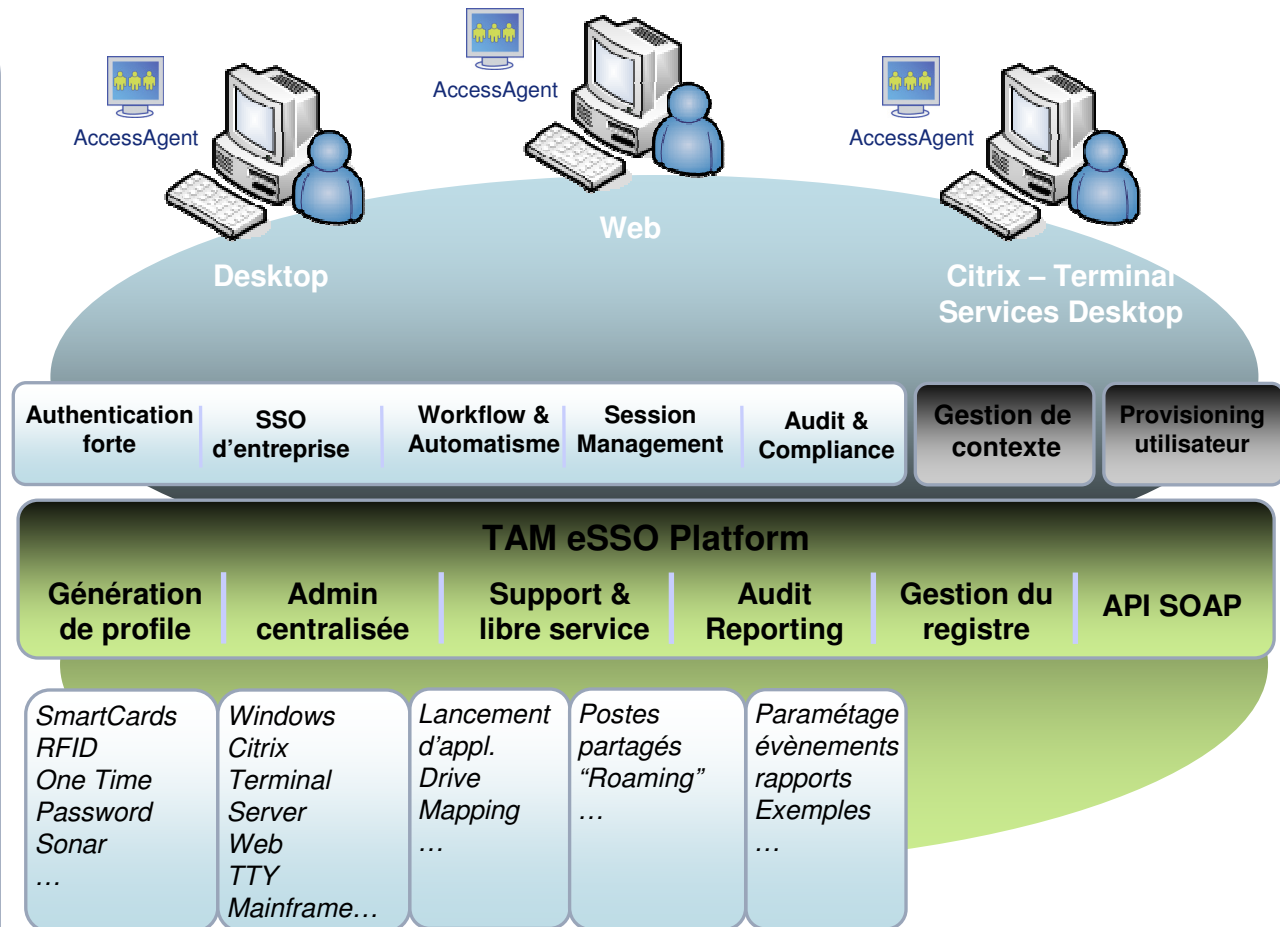 AccessAgent
AccessAgent
AccessAgent
Web
Desktop
Citrix – Terminal
Services Desktop
Authentication
forte
SSO
d’entreprise
Workflow &
Automatisme
Session
Management
Audit &
Compliance
Gestion de
contexte
Provisioning
utilisateur
TAM eSSO Platform
Génération
de profile
Admin
centralisée
Support &
libre service
Audit
Reporting
Gestion du
registre
API SOAP
SmartCards
RFID
One Time
Password
Sonar
…
Windows
Citrix
Terminal
Server
Web
TTY
Mainframe…
Lancement
d’appl.
Drive
Mapping
…
Postes
partagés
“Roaming”
…
Paramétage
évènements
rapports
Exemples
…